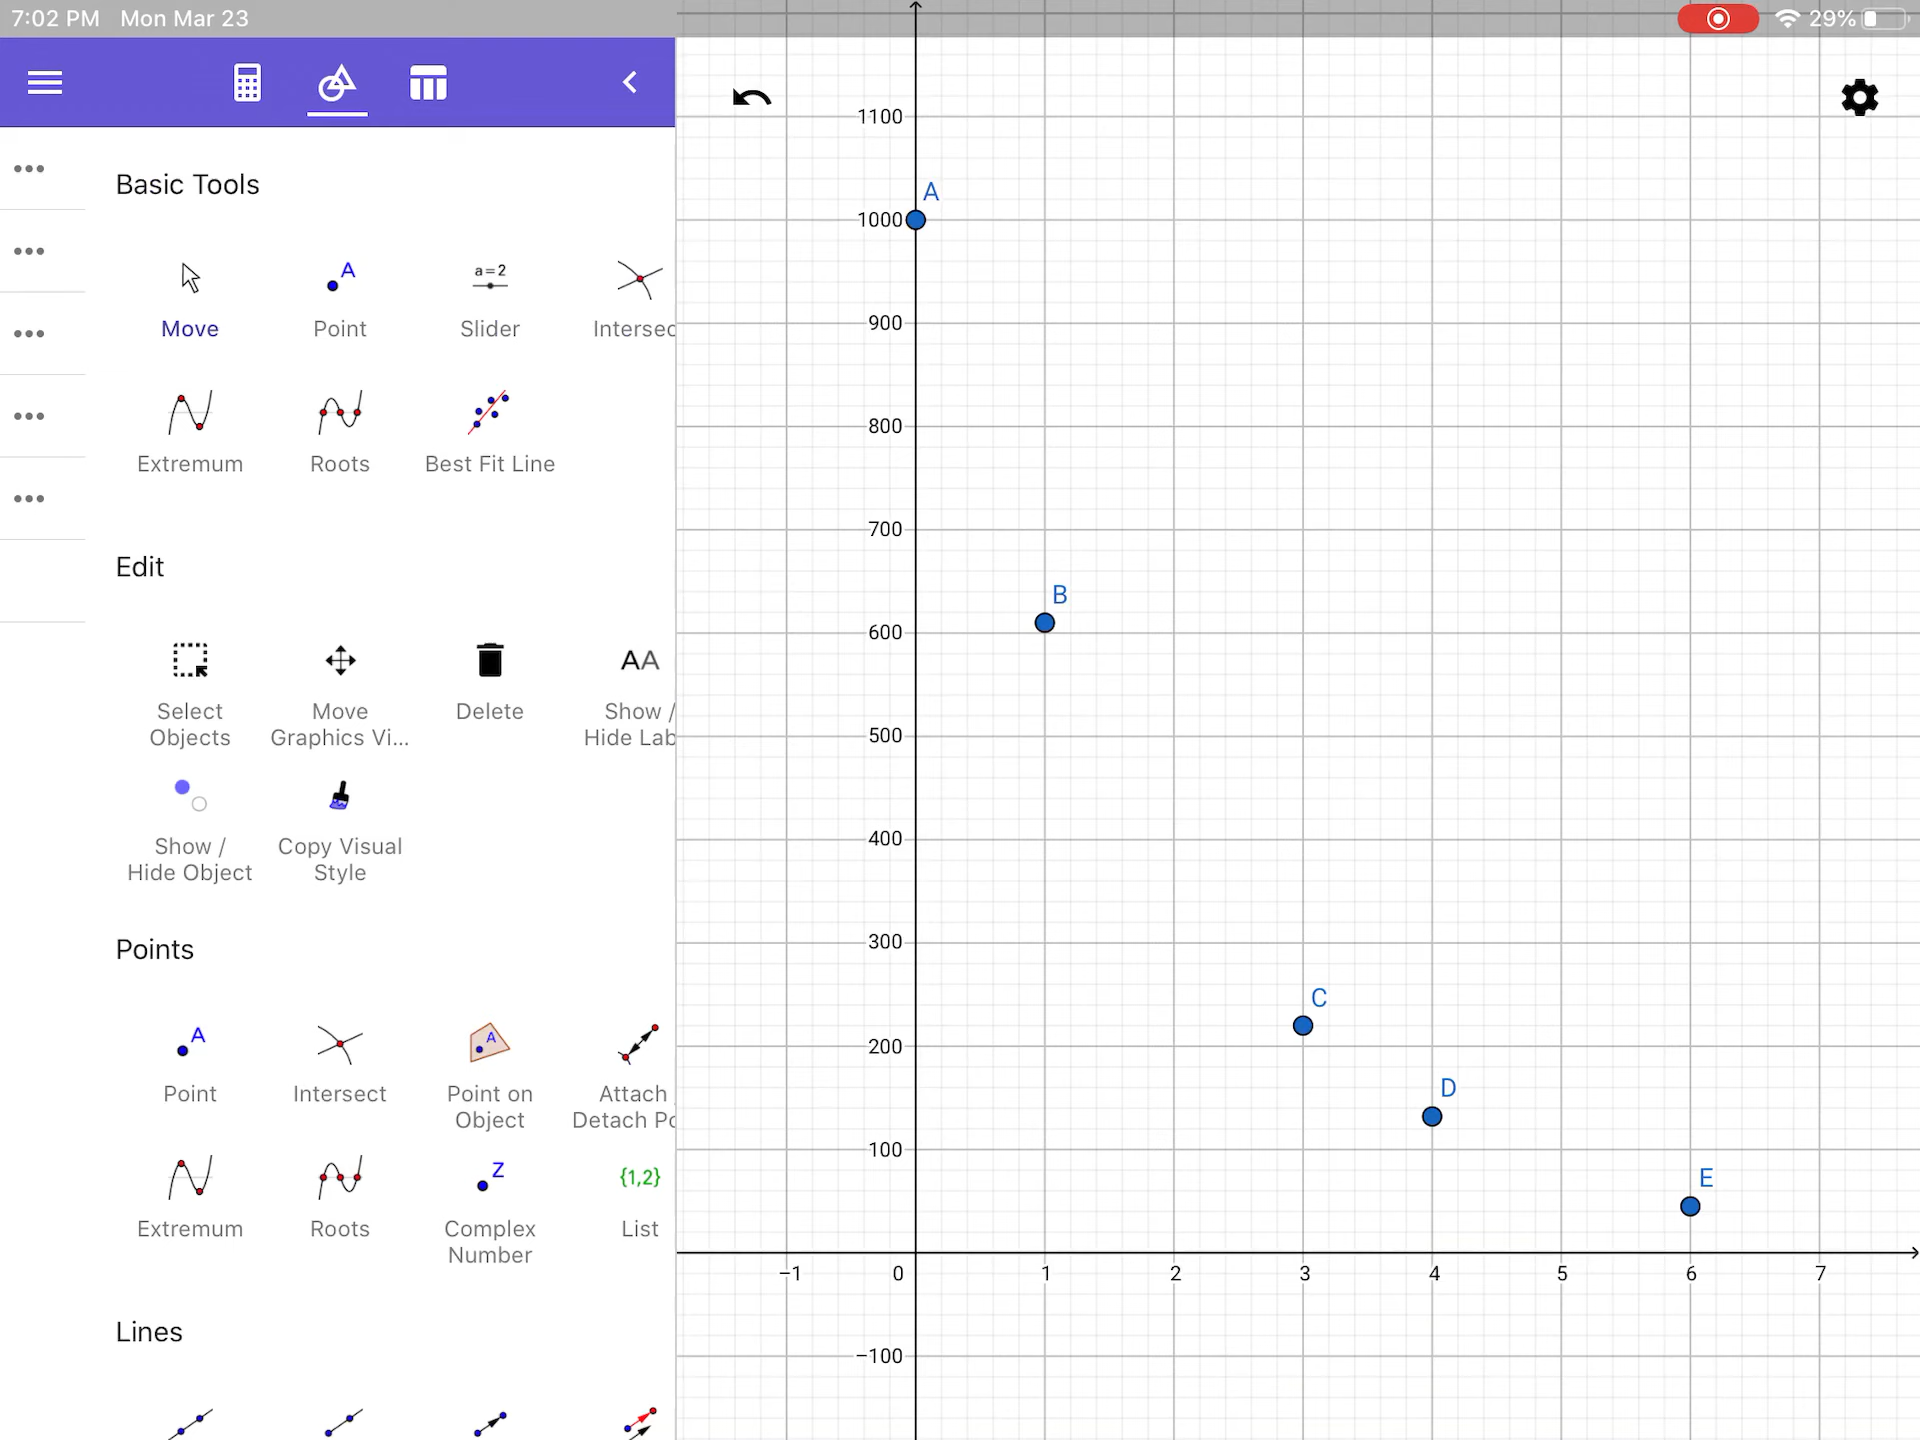 7:02 PM Mon Mar 23
29%
Basic Tools
A
a=2
Move Point Slider Intersec
Extremum Roots Best Fit Line
Edit
AA
Select Objects
Move Graphics Vi...
Delete
Show / Hide Lab
Show / Hide Object
Copy Visual Style
Points
A
A
Point
Intersect
Point on Object
Attach Detach Po
Z
{1,2}
Extremum
Roots
Complex Number
List
Lines
1100
1000
900
800
700
600
500
400
300
200
100
−100
−1 0 1 2 3 4 5 6 7
A
B
C
D
E